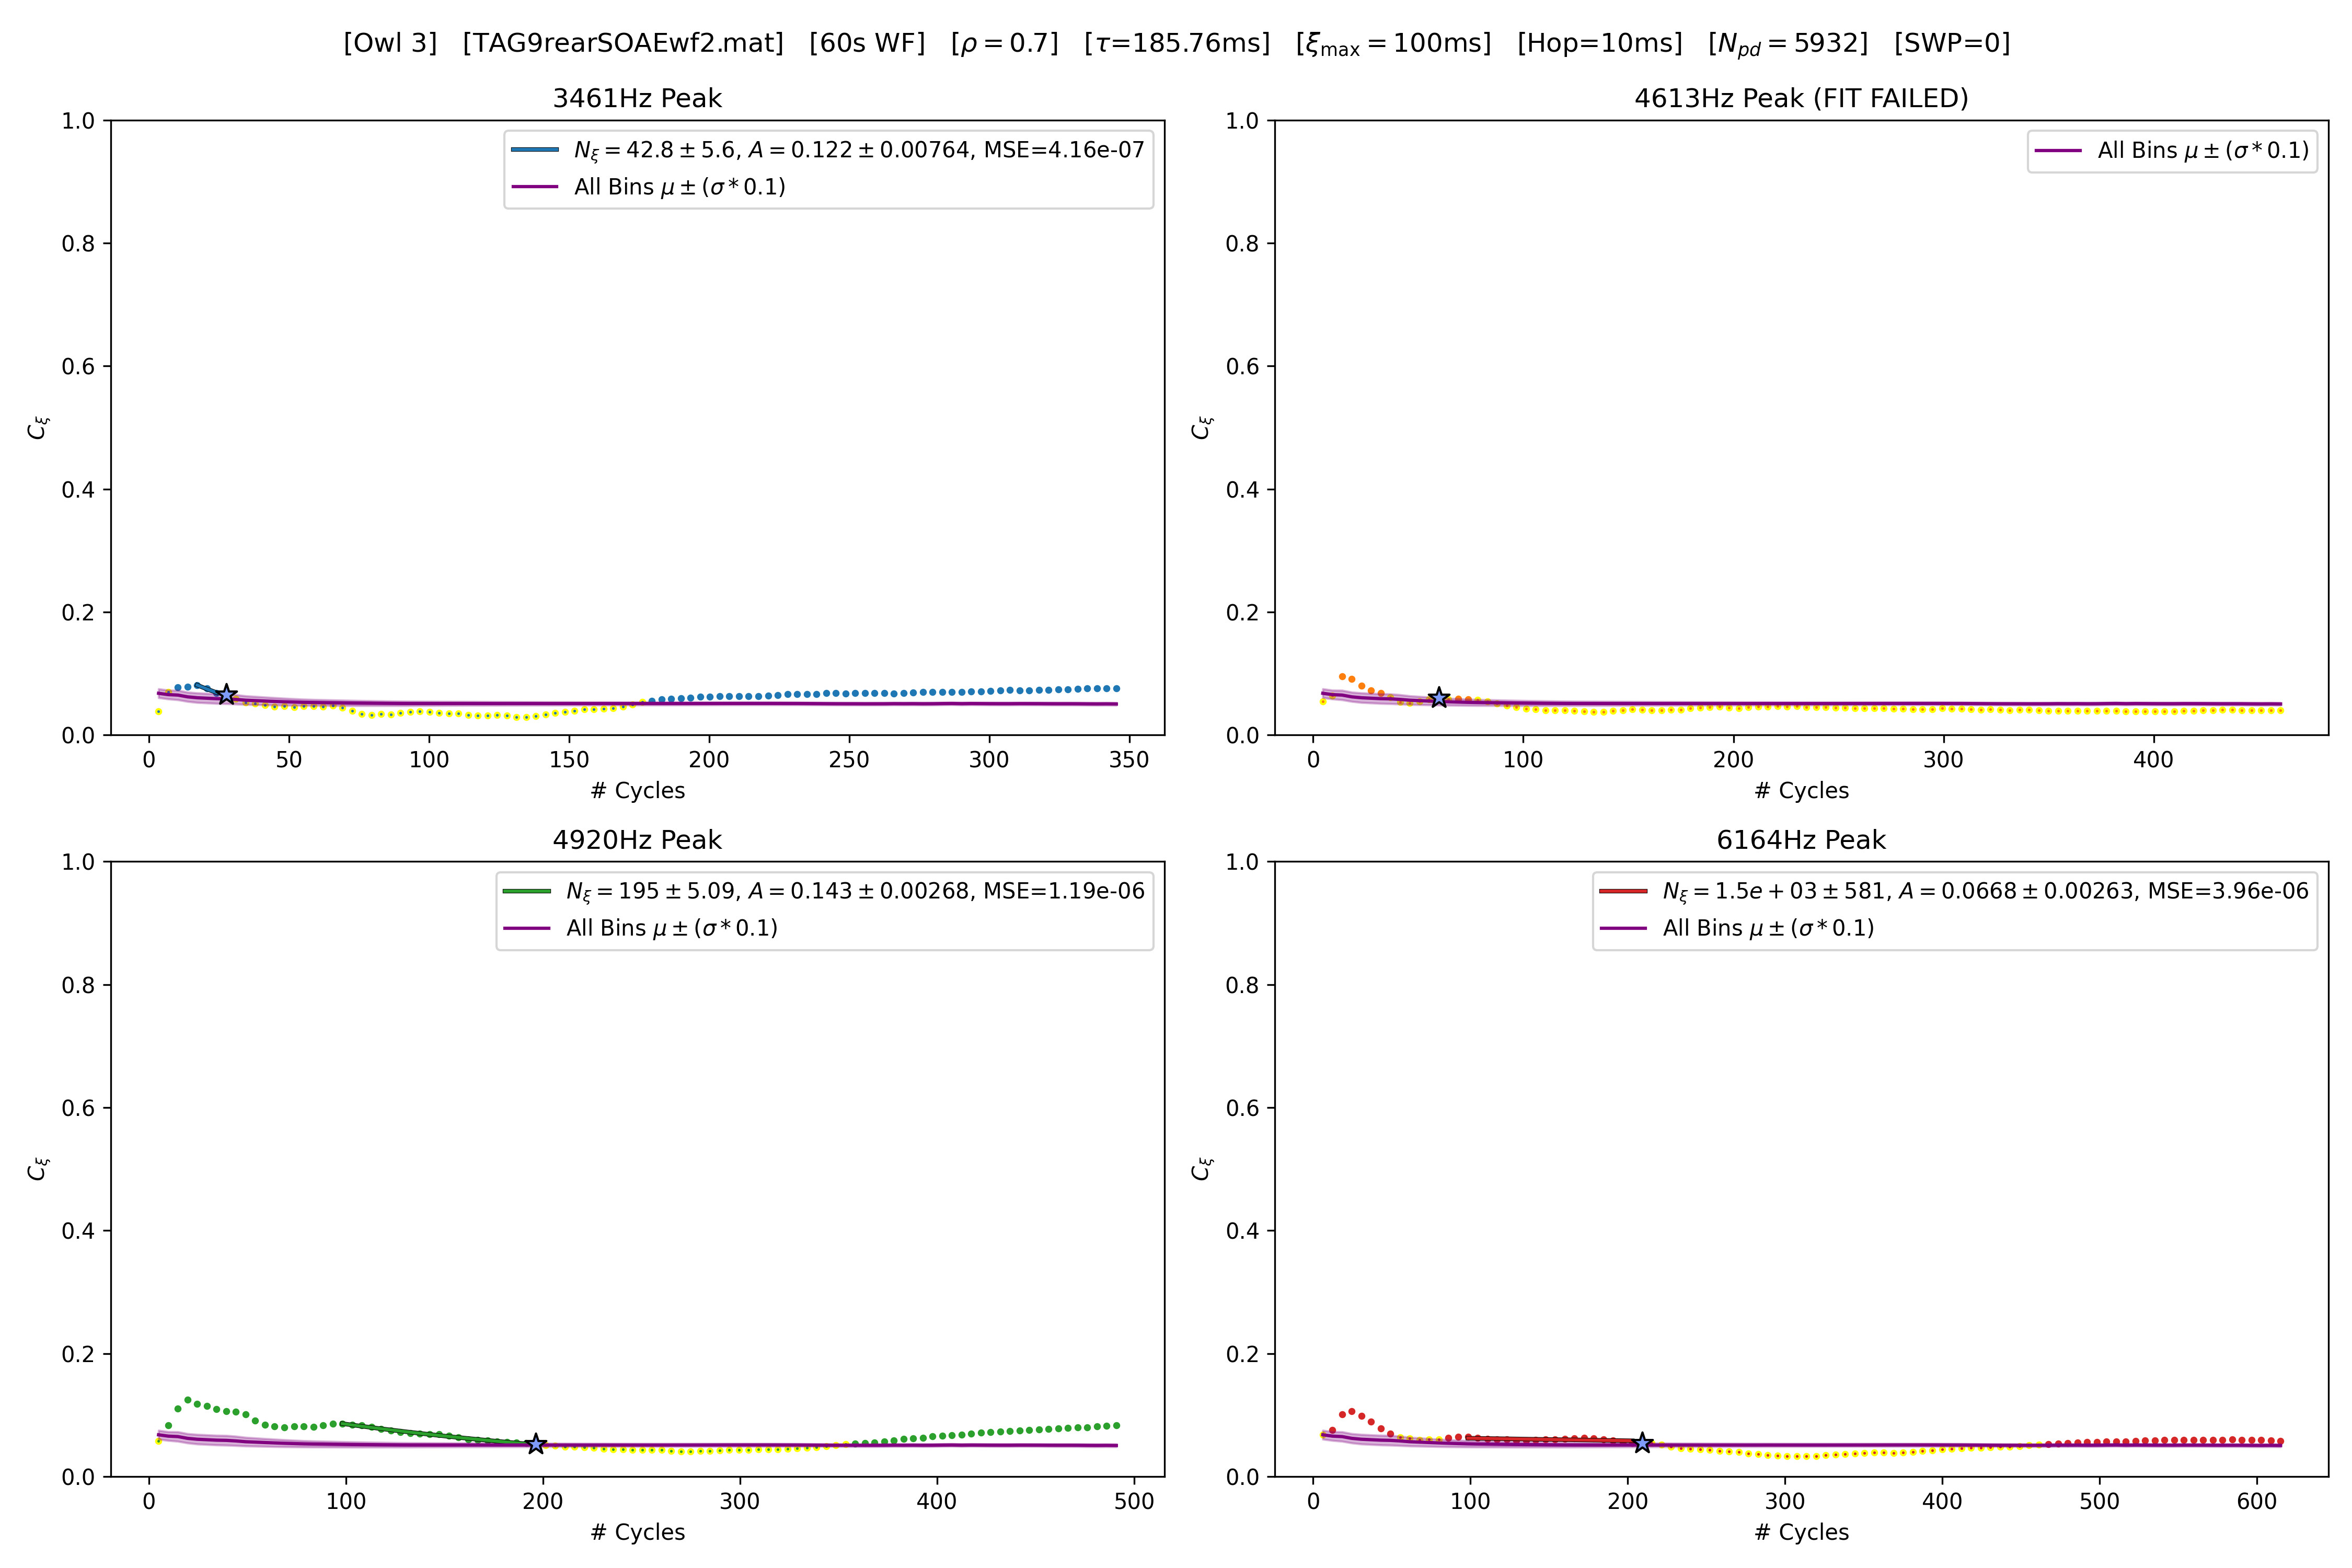 [Owl 3] [TAG9rearSOAEwf2.mat] [60s WF] [ρ = 0.7] [τ=185.76ms] [ξmax = 100ms] [Hop=10ms] [Npd = 5932] [SWP=0]
3461Hz Peak
1.0
0.8
0.6
0.4
0.2
0.0
Cξ
Nξ = 42.8 ± 5.6, A = 0.122 ± 0.00764, MSE=4.16e-07
All Bins μ ± (σ * 0.1)
0 50 100 150 200 250 300 350
# Cycles
4613Hz Peak (FIT FAILED)
1.0
0.8
0.6
0.4
0.2
0.0
Cξ
All Bins μ ± (σ * 0.1)
0 100 200 300 400
# Cycles
4920Hz Peak
1.0
0.8
0.6
0.4
0.2
0.0
Cξ
Nξ = 195 ± 5.09, A = 0.143 ± 0.00268, MSE=1.19e-06
All Bins μ ± (σ * 0.1)
0 100 200 300 400 500
# Cycles
6164Hz Peak
1.0
0.8
0.6
0.4
0.2
0.0
Cξ
Nξ = 1.5e + 03 ± 581, A = 0.0668 ± 0.00263, MSE=3.96e-06
All Bins μ ± (σ * 0.1)
0 100 200 300 400 500 600
# Cycles